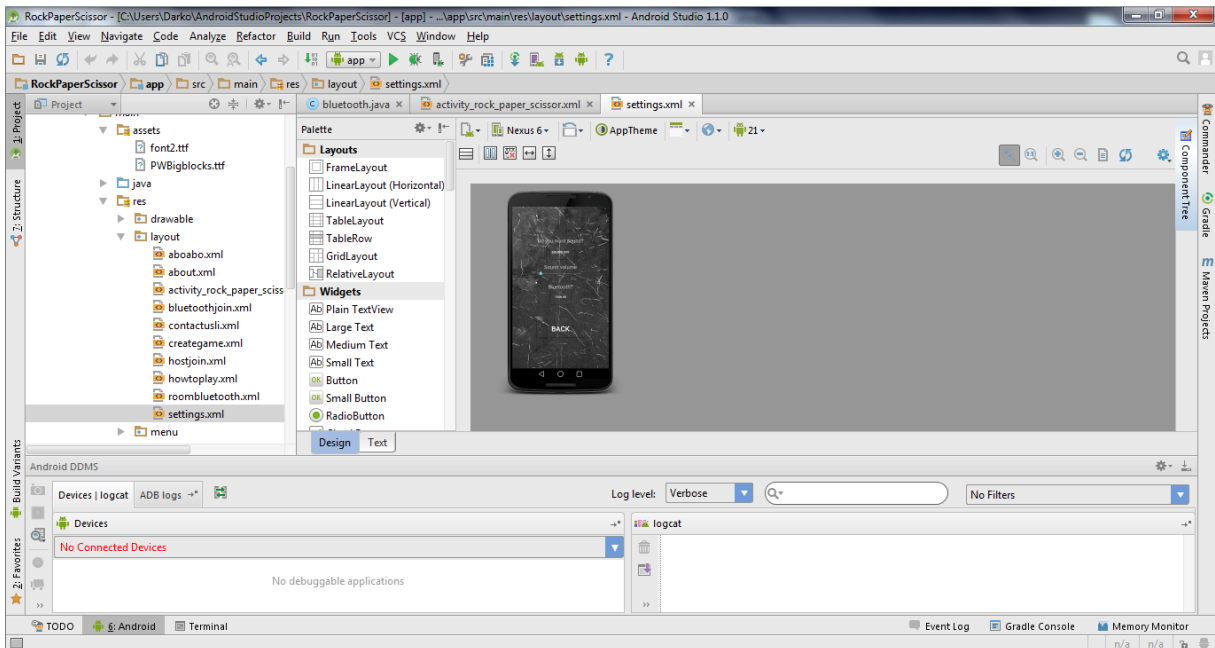 RockPaperScissor - [C:\Users\Darko\AndroidStudioProjects\RockPaperScissor] - [app] - ...\app\src\main\res\layout\settings.xml - Android Studio 1.1.0
File Edit View Navigate Code Analyze Refactor Build Run Tools VCS Window Help
app
RockPaperScissor app src main res layout settings.xml
1: Project
7: Structure
Build Variants
2: Favorites
Project
main
assets
font2.ttf
PWBigblocks.ttf
java
res
drawable
layout
aboabo.xml
about.xml
activity_rock_paper_sciss
bluetoothjoin.xml
contactusli.xml
creategame.xml
hostjoin.xml
howtoplay.xml
roombluetooth.xml
settings.xml
menu
bluetooth.java activity_rock_paper_scissor.xml settings.xml
Palette
Layouts
FrameLayout
LinearLayout (Horizontal)
LinearLayout (Vertical)
TableLayout
TableRow
GridLayout
RelativeLayout
Widgets
Ab Plain TextView
Ab Large Text
Ab Medium Text
Ab Small Text
OK Button
OK Small Button
RadioButton
Design Text
Nexus 6 AppTheme 21
Sound volume
Bluetooth?
BACK
Commander
Component Tree
Gradle
m Maven Projects
Android DDMS
Devices | logcat ADB logs
Log level: Verbose No Filters
Devices
No Connected Devices
No debuggable applications
logcat
TODO 6: Android Terminal Event Log Gradle Console Memory Monitor
n/a n/a